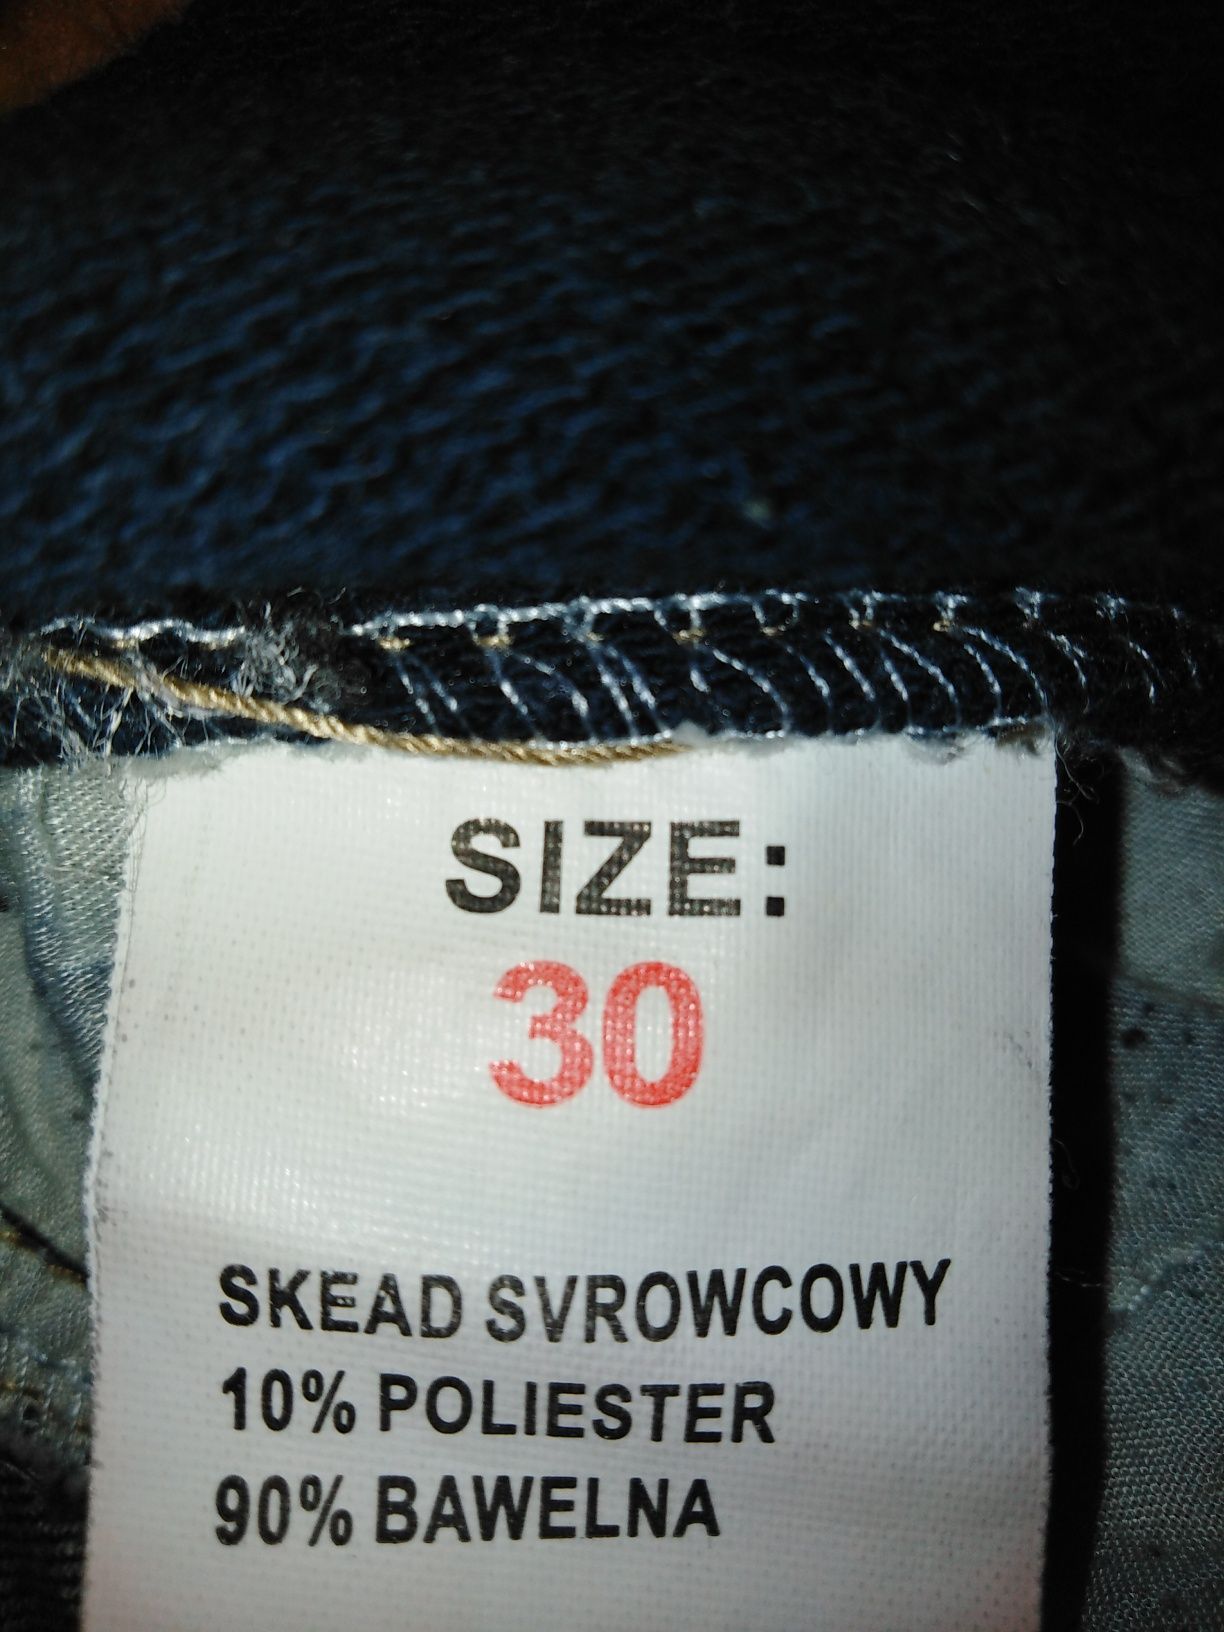 SIZE:
30
SKEAD SVROWCOWY
10% POLIESTER
90% BAWELNA